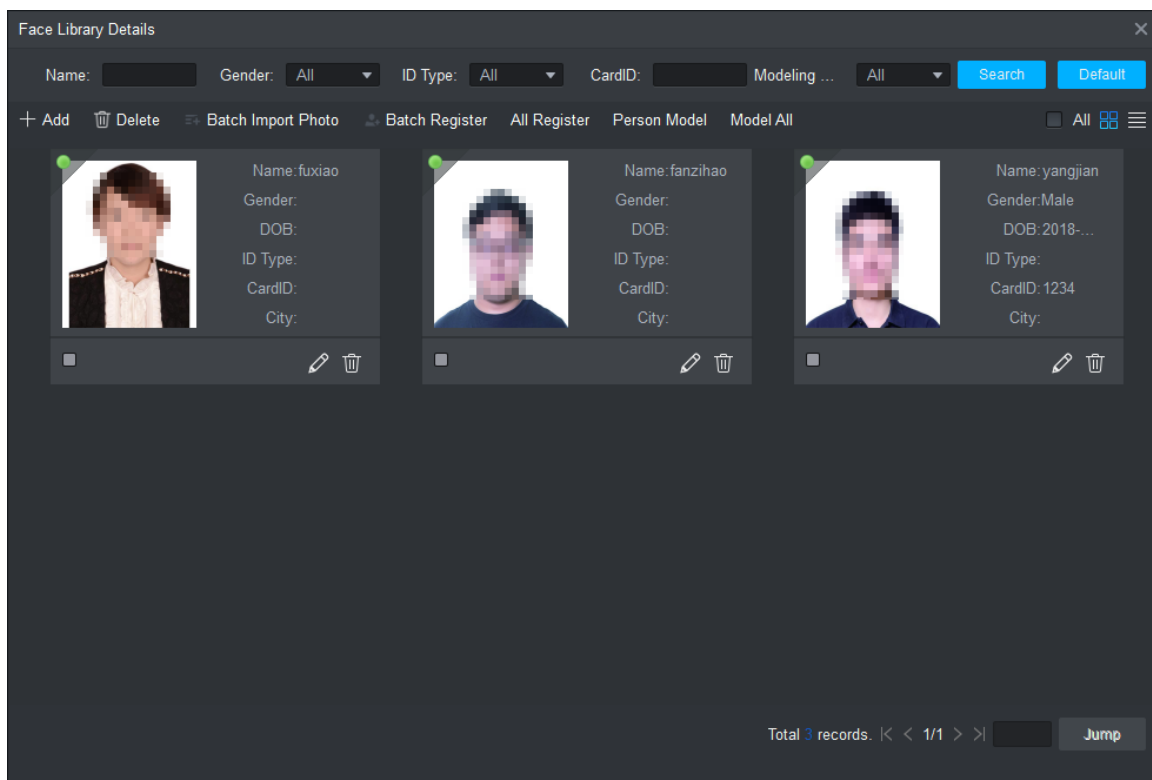 Face Library Details
Name: Gender: All ID Type: All CardID: Modeling ... All Search Default
Add Delete Batch Import Photo Batch Register All Register Person Model Model All All
Name:fuxiao
Gender:
DOB:
ID Type:
CardID:
City:
Name:fanzihao
Gender:
DOB:
ID Type:
CardID:
City:
Name:yangjian
Gender:Male
DOB:2018-...
ID Type:
CardID:1234
City:
Total 3 records. |< < 1/1 > >| Jump